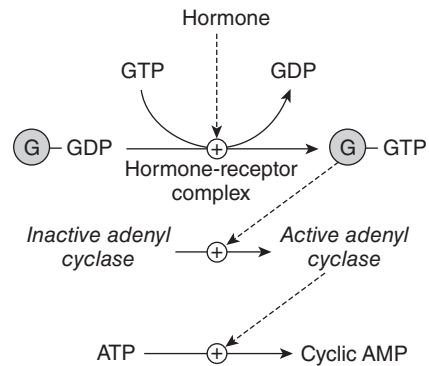 Hormone
GTP
GDP
G
GDP
+
G
GTP
Hormone-receptor
complex
Inactive adenyl
cyclase
+
Active adenyl
cyclase
ATP
+
Cyclic AMP